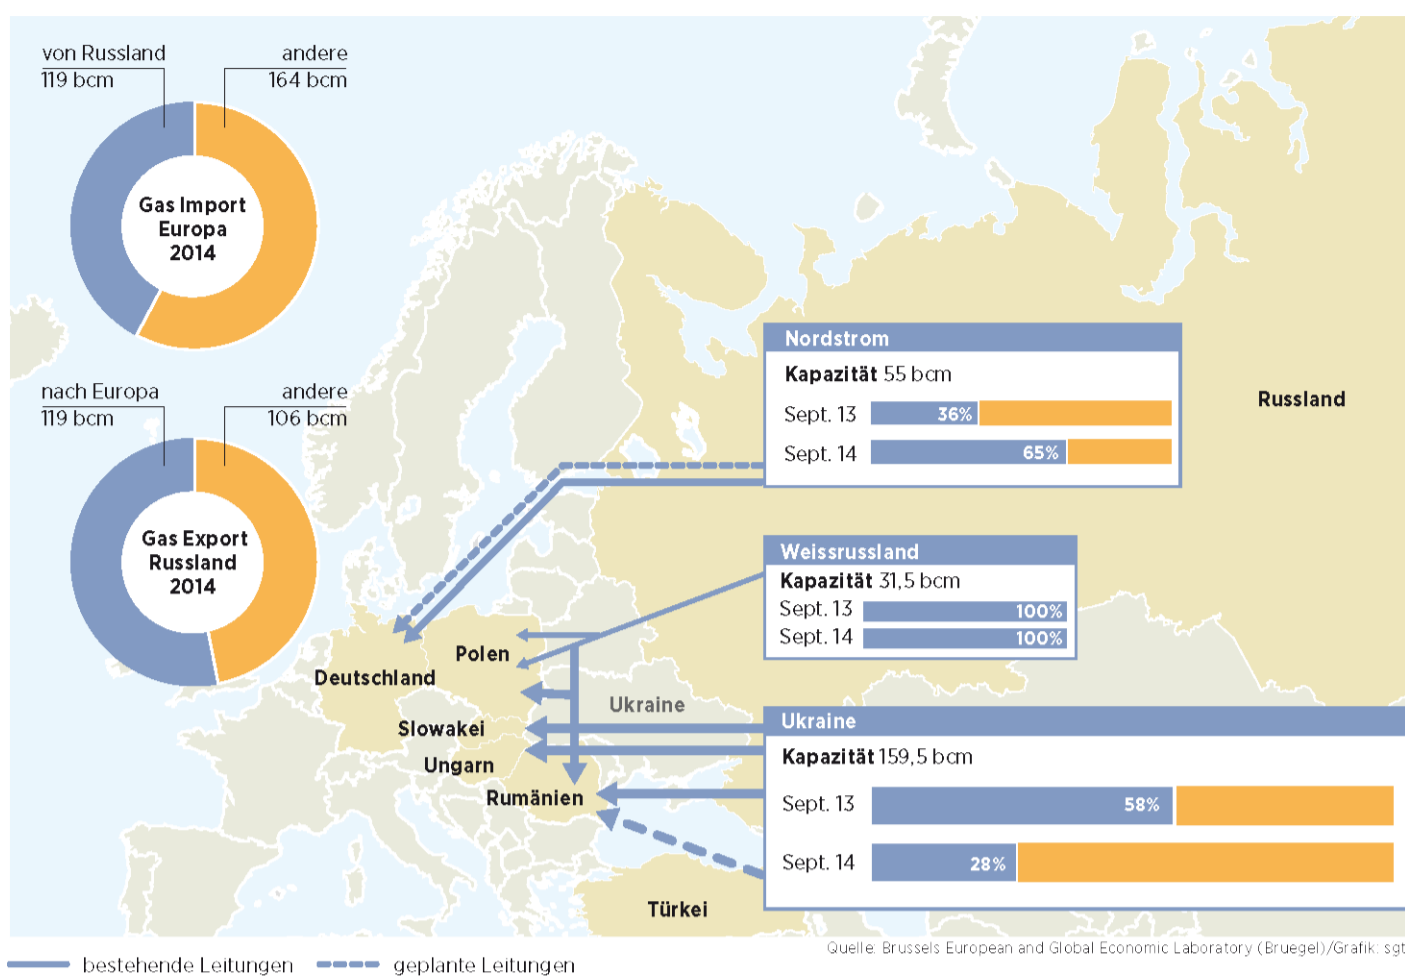 von Russland
119 bcm
andere
164 bcm
Gas Import
Europa
2014
nach Europa
119 bcm
andere
106 bcm
Gas Export
Russland
2014
Nordstrom
Kapazität 55 bcm
Sept. 13 36%
Sept. 14 65%
Russland
Weissrussland
Kapazität 31,5 bcm
Sept. 13 100%
Sept. 14 100%
Polen
Deutschland
Ukraine
Slowakei
Ungarn
Rumänien
Türkei
Ukraine
Kapazität 159,5 bcm
Sept. 13 58%
Sept. 14 28%
Quelle: Brussels European and Global Economic Laboratory (Bruegel)/Grafik: sgt
bestehende Leitungen
geplante Leitungen